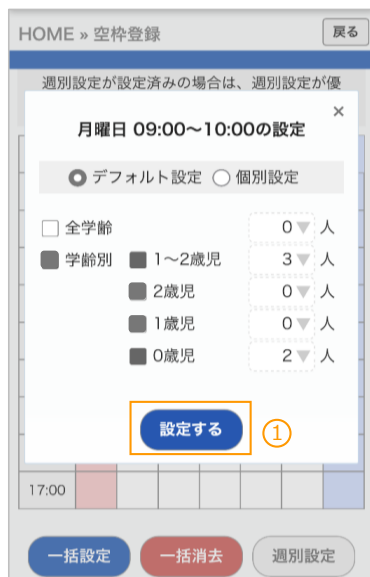 HOME » 空枠登録 戻る
週別設定が設定済みの場合は、週別設定が優
×
月曜日 09:00〜10:00の設定
デフォルト設定 個別設定
全学齢 0▼ 人
学齢別 1〜2歳児 3▼ 人
2歳児 0▼ 人
1歳児 0▼ 人
0歳児 2▼ 人
設定する ①
17:00
一括設定 一括消去 週別設定